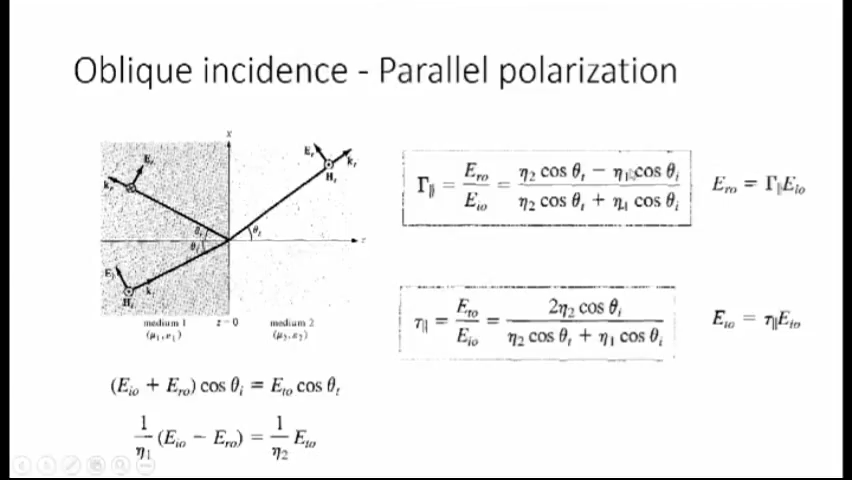 Oblique incidence - Parallel polarization
x
E_r
E_t
k_r
k_t
H_t
θ_r
θ_t
θ_i
z
E_i
k_i
H_i
medium 1 z = 0 medium 2
(μ₁, ε₁) (μ₂, ε₂)
Γ∥ = E_ro / E_io = (η₂ cos θ_t − η₁ cos θ_i) / (η₂ cos θ_t + η₁ cos θ_i) E_ro = Γ∥E_io
τ∥ = E_to / E_io = 2η₂ cos θ_i / (η₂ cos θ_t + η₁ cos θ_i) E_to = τ∥E_io
(E_io + E_ro) cos θ_i = E_to cos θ_t
1/η₁ (E_io − E_ro) = 1/η₂ E_to